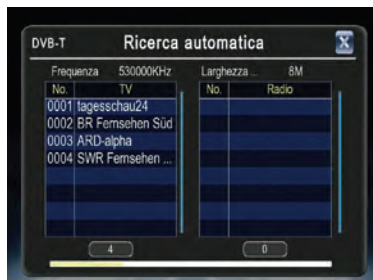 DVB-T Ricerca automatica X
Frequenza 530000KHz Larghezza ... 8M
No. TV No. Radio
0001 tagesschau24
0002 BR Fernsehen Süd
0003 ARD-alpha
0004 SWR Fernsehen ...
4 0